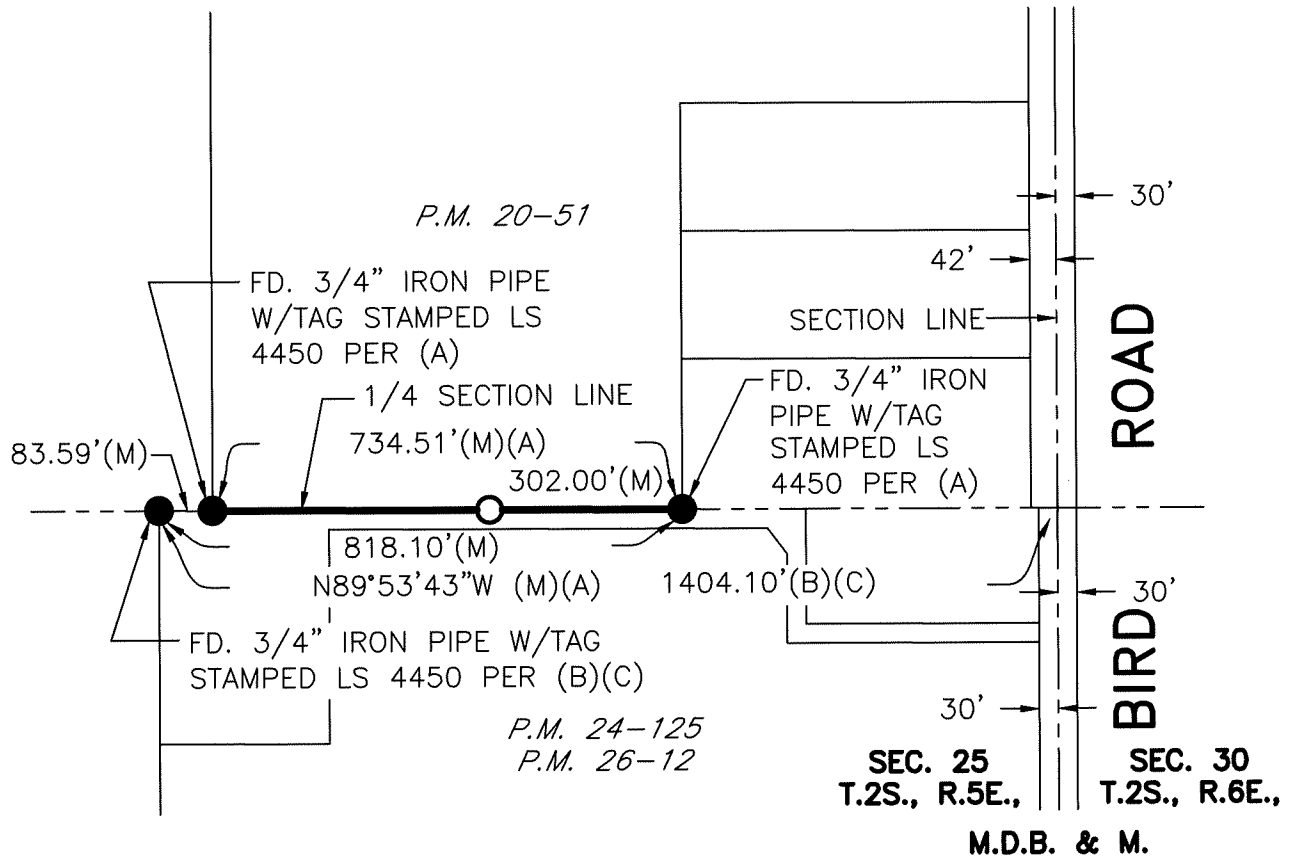 P.M. 20-51
30'
42'
FD. 3/4" IRON PIPE
W/TAG STAMPED LS
4450 PER (A)
SECTION LINE
ROAD
1/4 SECTION LINE
FD. 3/4" IRON
PIPE W/TAG
STAMPED LS
4450 PER (A)
734.51'(M)(A)
83.59'(M)
302.00'(M)
818.10'(M)
N89°53'43"W (M)(A)
1404.10'(B)(C)
30'
FD. 3/4" IRON PIPE W/TAG
STAMPED LS 4450 PER (B)(C)
BIRD
30'
P.M. 24-125
P.M. 26-12
SEC. 25
T.2S., R.5E.,
SEC. 30
T.2S., R.6E.,
M.D.B. & M.